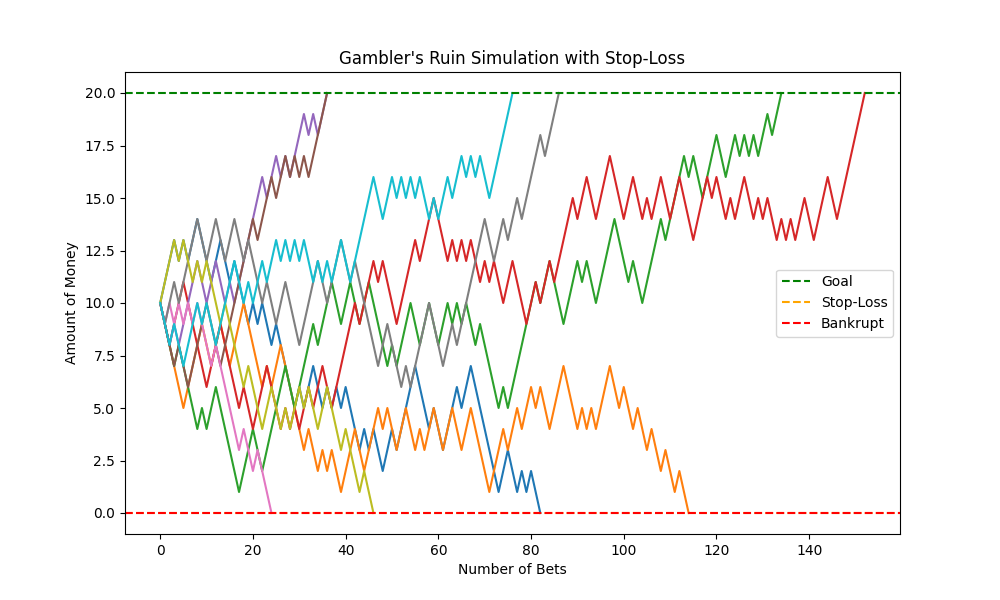 Gambler's Ruin Simulation with Stop-Loss
Amount of Money
20.0
17.5
15.0
12.5
10.0
7.5
5.0
2.5
0.0
Goal
Stop-Loss
Bankrupt
0 20 40 60 80 100 120 140
Number of Bets